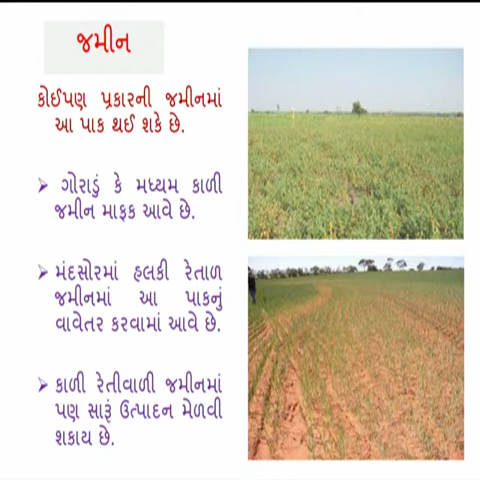 જમીન
કોઈપણ પ્રકારની જમીનમાં
આ પાક થઈ શકે છે.
➢ ગોરાડું કે મધ્યમ કાળી
જમીન માફક આવે છે.
➢ મંદસોરમાં હલકી રેતાળ
જમીનમાં આ પાકનું
વાવેતર કરવામાં આવે છે.
➢ કાળી રેતીવાળી જમીનમાં
પણ સારૂં ઉત્પાદન મેળવી
શકાય છે.